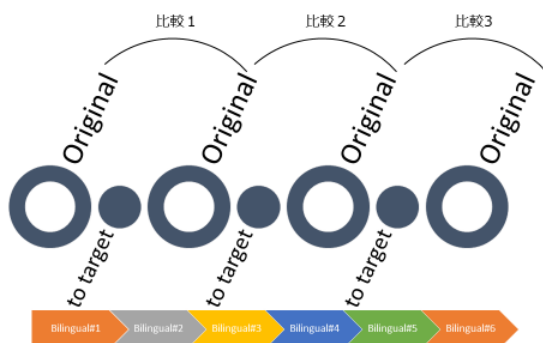 比較１
比較２
比較3
Original
Original
Original
Original
to target
to target
to target
Bilingual#1
Bilingual#2
Bilingual#3
Bilingual#4
Bilingual#5
Bilingual#6